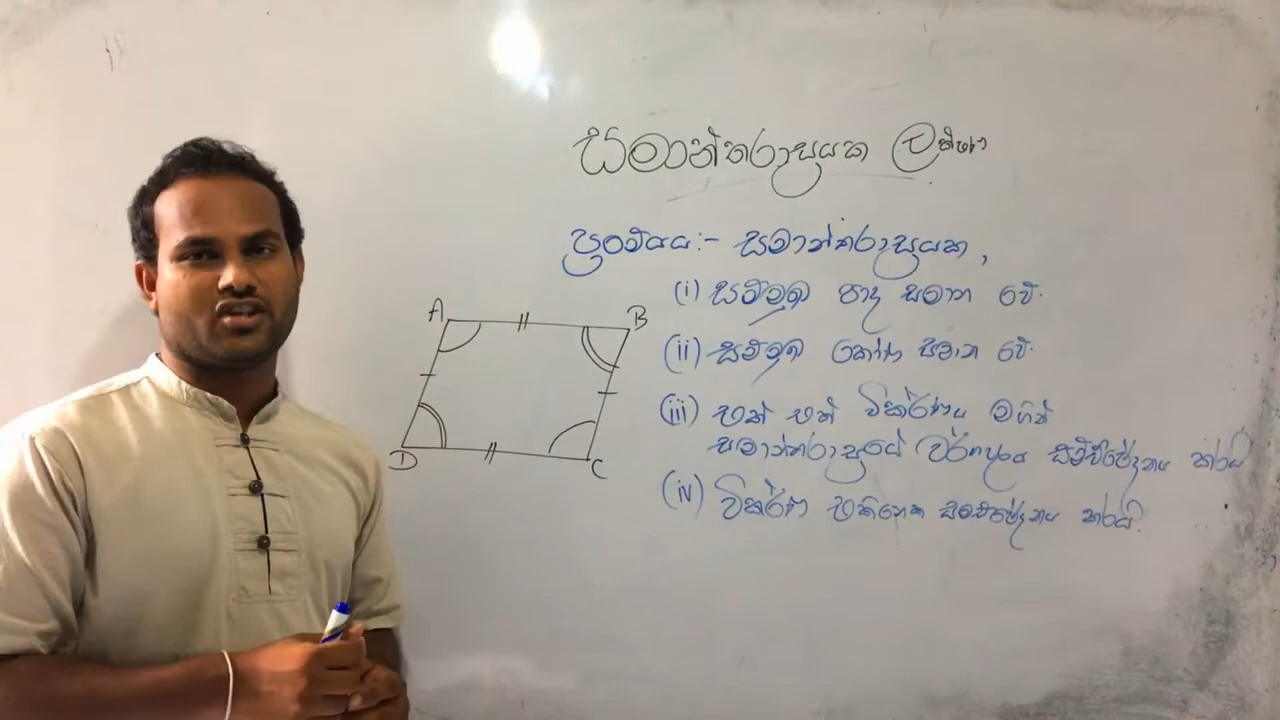 සමාන්තරාස්‍රයක ලක්ෂණ
ප්‍රමේයය:- සමාන්තරාස්‍රයක,
(i) සම්මුඛ පාද සමාන වේ.
(ii) සම්මුඛ කෝණ සමාන වේ.
(iii) එක් එක් විකර්ණය මගින්
සමාන්තරාස්‍රයේ වර්ගඵලය සමච්ඡේදනය කරයි
(iv) විකර්ණ එකිනෙක සමච්ඡේදනය කරයි.
A
B
D
C